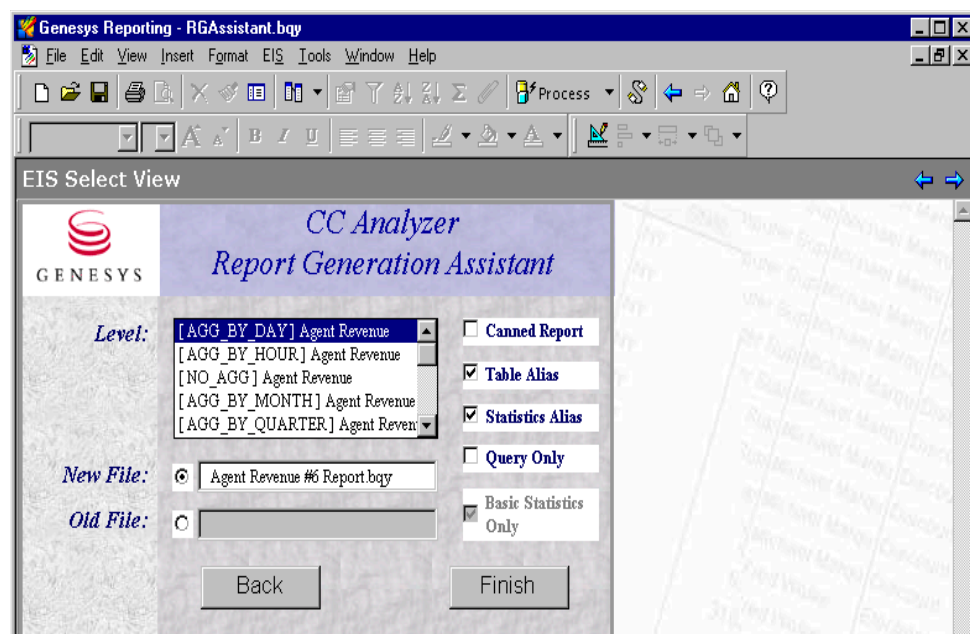 Genesys Reporting - RGAssistant.bqy
File Edit View Insert Format EIS Tools Window Help
Process
B I U
EIS Select View
GENESYS
CC Analyzer
Report Generation Assistant
Level:
[AGG_BY_DAY] Agent Revenue
[AGG_BY_HOUR] Agent Revenue
[NO_AGG] Agent Revenue
[AGG_BY_MONTH] Agent Revenue
[AGG_BY_QUARTER] Agent Reven
Canned Report
Table Alias
Statistics Alias
Query Only
Basic Statistics
Only
New File:
Agent Revenue #6 Report.bqy
Old File:
Back
Finish